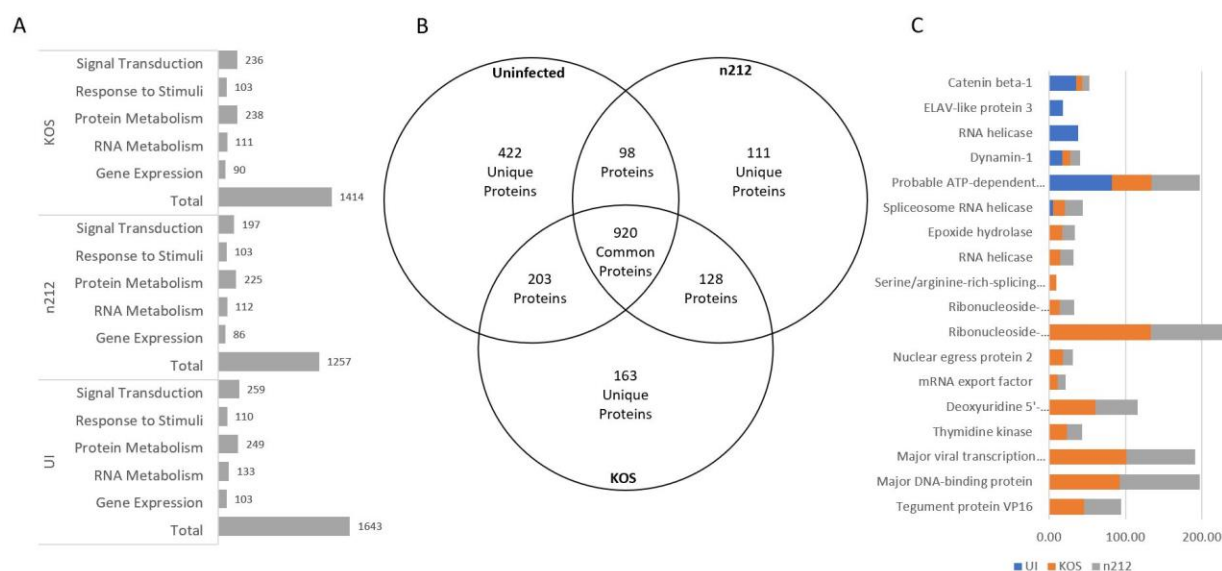 A
KOS
Signal Transduction 236
Response to Stimuli 103
Protein Metabolism 238
RNA Metabolism 111
Gene Expression 90
Total 1414
n212
Signal Transduction 197
Response to Stimuli 103
Protein Metabolism 225
RNA Metabolism 112
Gene Expression 86
Total 1257
UI
Signal Transduction 259
Response to Stimuli 110
Protein Metabolism 249
RNA Metabolism 133
Gene Expression 103
Total 1643
B
Uninfected
n212
422
Unique
Proteins
98
Proteins
111
Unique
Proteins
920
Common
Proteins
203
Proteins
128
Proteins
163
Unique
Proteins
KOS
C
Catenin beta-1
ELAV-like protein 3
RNA helicase
Dynamin-1
Probable ATP-dependent...
Spliceosome RNA helicase
Epoxide hydrolase
RNA helicase
Serine/arginine-rich-splicing...
Ribonucleoside-...
Ribonucleoside-...
Nuclear egress protein 2
mRNA export factor
Deoxyuridine 5'-...
Thymidine kinase
Major viral transcription...
Major DNA-binding protein
Tegument protein VP16
0.00 100.00 200.00
UI KOS n212